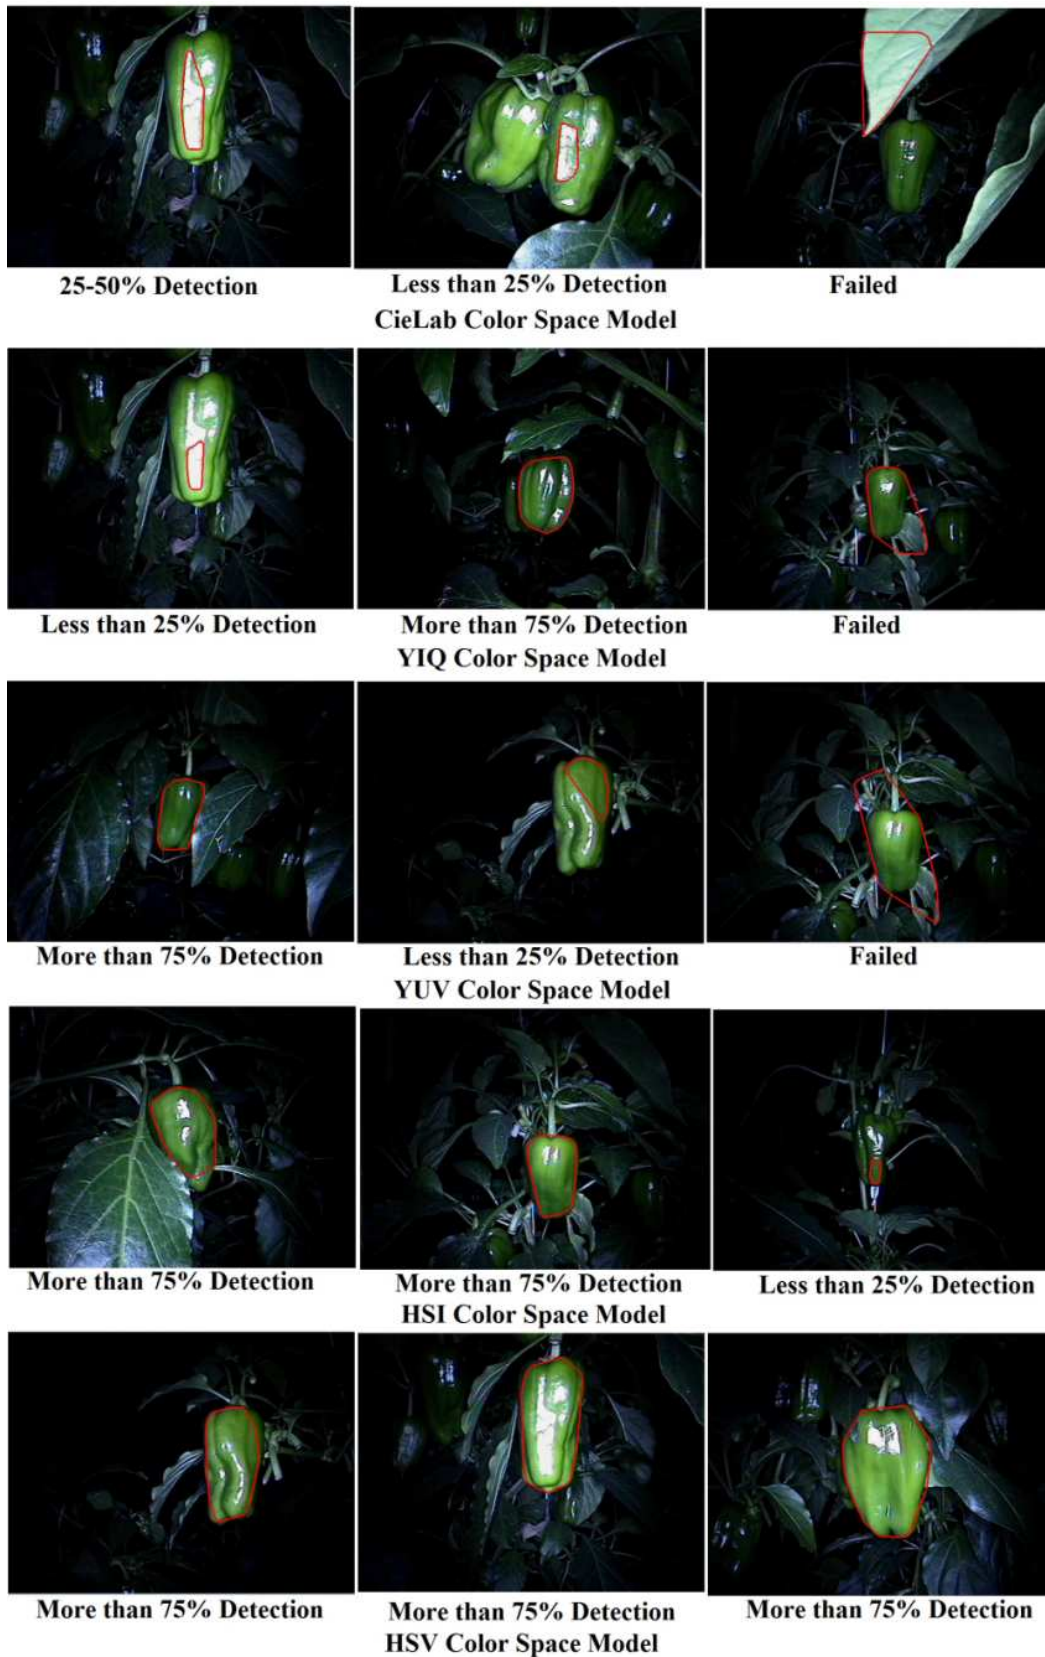 25-50% Detection
Less than 25% Detection
Failed
CieLab Color Space Model
Less than 25% Detection
More than 75% Detection
Failed
YIQ Color Space Model
More than 75% Detection
Less than 25% Detection
Failed
YUV Color Space Model
More than 75% Detection
More than 75% Detection
Less than 25% Detection
HSI Color Space Model
More than 75% Detection
More than 75% Detection
More than 75% Detection
HSV Color Space Model